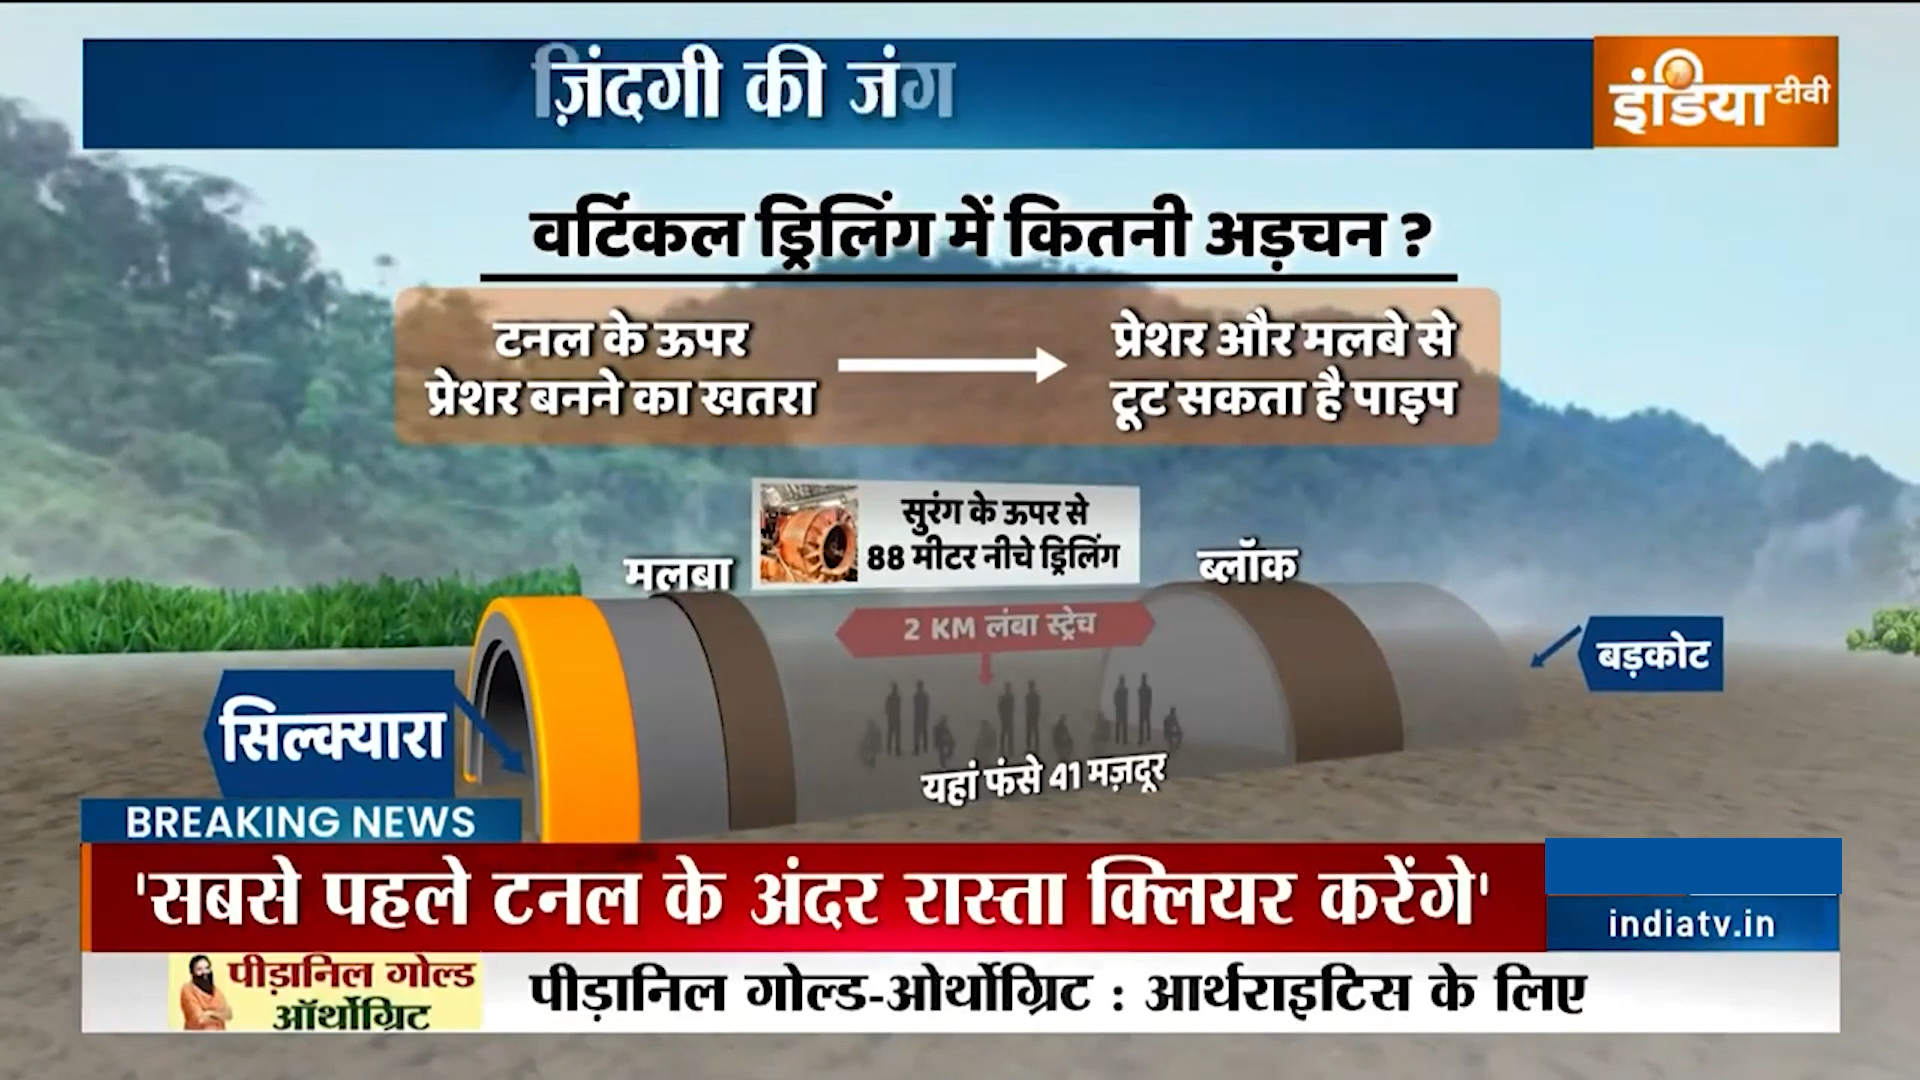 ज़िंदगी की जंग
इंडिया टीवी
वर्टिकल ड्रिलिंग में कितनी अड़चन ?
टनल के ऊपर
प्रेशर बनने का खतरा
प्रेशर और मलबे से
टूट सकता है पाइप
सुरंग के ऊपर से
88 मीटर नीचे ड्रिलिंग
मलबा
ब्लॉक
2 KM लंबा स्ट्रेच
बड़कोट
सिल्क्यारा
यहां फंसे 41 मज़दूर
BREAKING NEWS
'सबसे पहले टनल के अंदर रास्ता क्लियर करेंगे'
indiatv.in
पीड़ानिल गोल्ड
ऑर्थोग्रिट
पीड़ानिल गोल्ड-ओर्थोग्रिट : आर्थराइटिस के लिए